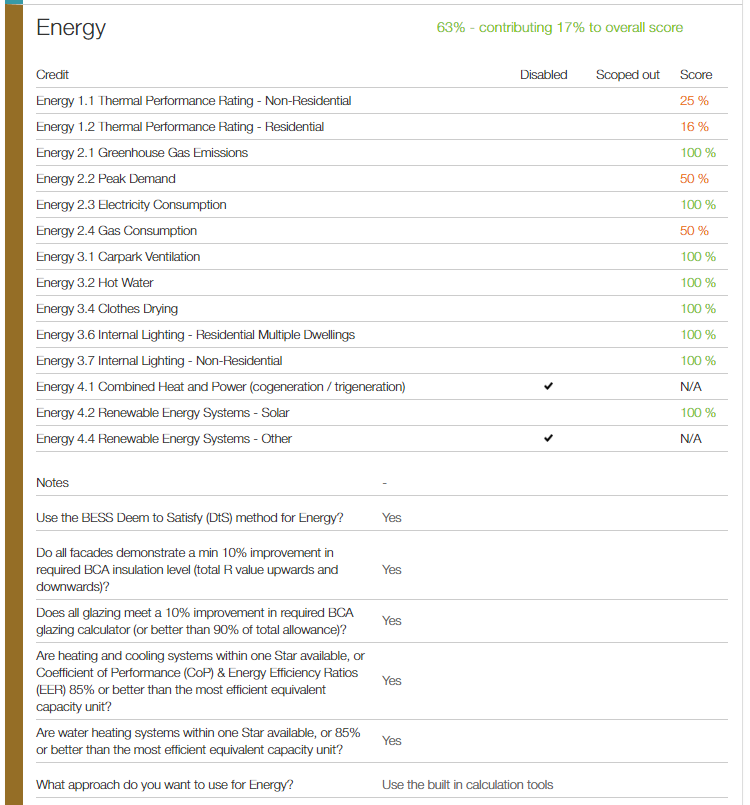 Energy
63% - contributing 17% to overall score
Credit Disabled Scoped out Score
Energy 1.1 Thermal Performance Rating - Non-Residential 25 %
Energy 1.2 Thermal Performance Rating - Residential 16 %
Energy 2.1 Greenhouse Gas Emissions 100 %
Energy 2.2 Peak Demand 50 %
Energy 2.3 Electricity Consumption 100 %
Energy 2.4 Gas Consumption 50 %
Energy 3.1 Carpark Ventilation 100 %
Energy 3.2 Hot Water 100 %
Energy 3.4 Clothes Drying 100 %
Energy 3.6 Internal Lighting - Residential Multiple Dwellings 100 %
Energy 3.7 Internal Lighting - Non-Residential 100 %
Energy 4.1 Combined Heat and Power (cogeneration / trigeneration) ✔ N/A
Energy 4.2 Renewable Energy Systems - Solar 100 %
Energy 4.4 Renewable Energy Systems - Other ✔ N/A
Notes -
Use the BESS Deem to Satisfy (DtS) method for Energy? Yes
Do all facades demonstrate a min 10% improvement in
required BCA insulation level (total R value upwards and
downwards)?
Yes
Does all glazing meet a 10% improvement in required BCA
glazing calculator (or better than 90% of total allowance)?
Yes
Are heating and cooling systems within one Star available, or
Coefficient of Performance (CoP) & Energy Efficiency Ratios
(EER) 85% or better than the most efficient equivalent
capacity unit?
Yes
Are water heating systems within one Star available, or 85%
or better than the most efficient equivalent capacity unit?
Yes
What approach do you want to use for Energy? Use the built in calculation tools